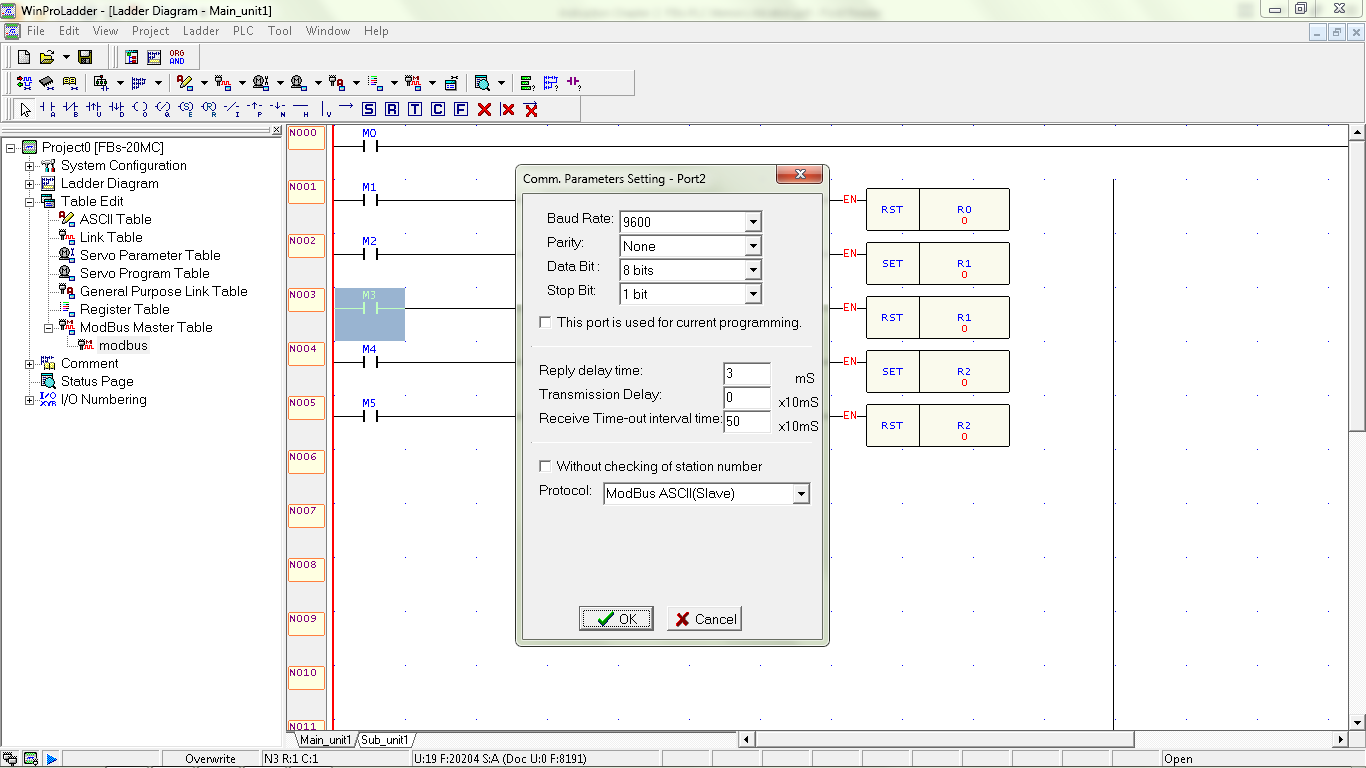 WinProLadder - [Ladder Diagram - Main_unit1]
File Edit View Project Ladder PLC Tool Window Help
ORG
AND
A B U D O Q S R I P N H V
S R T C F
Project0 [FBs-20MC]
System Configuration
Ladder Diagram
Table Edit
ASCII Table
Link Table
Servo Parameter Table
Servo Program Table
General Purpose Link Table
Register Table
ModBus Master Table
modbus
Comment
Status Page
I/O Numbering
N000 M0
N001 M1
EN RST R0
0
N002 M2
EN SET R1
0
N003 M3
EN RST R1
0
N004 M4
EN SET R2
0
N005 M5
EN RST R2
0
N006
N007
N008
N009
N010
N011
Comm. Parameters Setting - Port2
Baud Rate: 9600
Parity: None
Data Bit : 8 bits
Stop Bit: 1 bit
This port is used for current programming.
Reply delay time: 3 mS
Transmission Delay: 0 x10mS
Receive Time-out interval time: 50 x10mS
Without checking of station number
Protocol: ModBus ASCII(Slave)
OK Cancel
Main_unit1 Sub_unit1
Overwrite N3 R:1 C:1 U:19 F:20204 S:A (Doc U:0 F:8191) Open